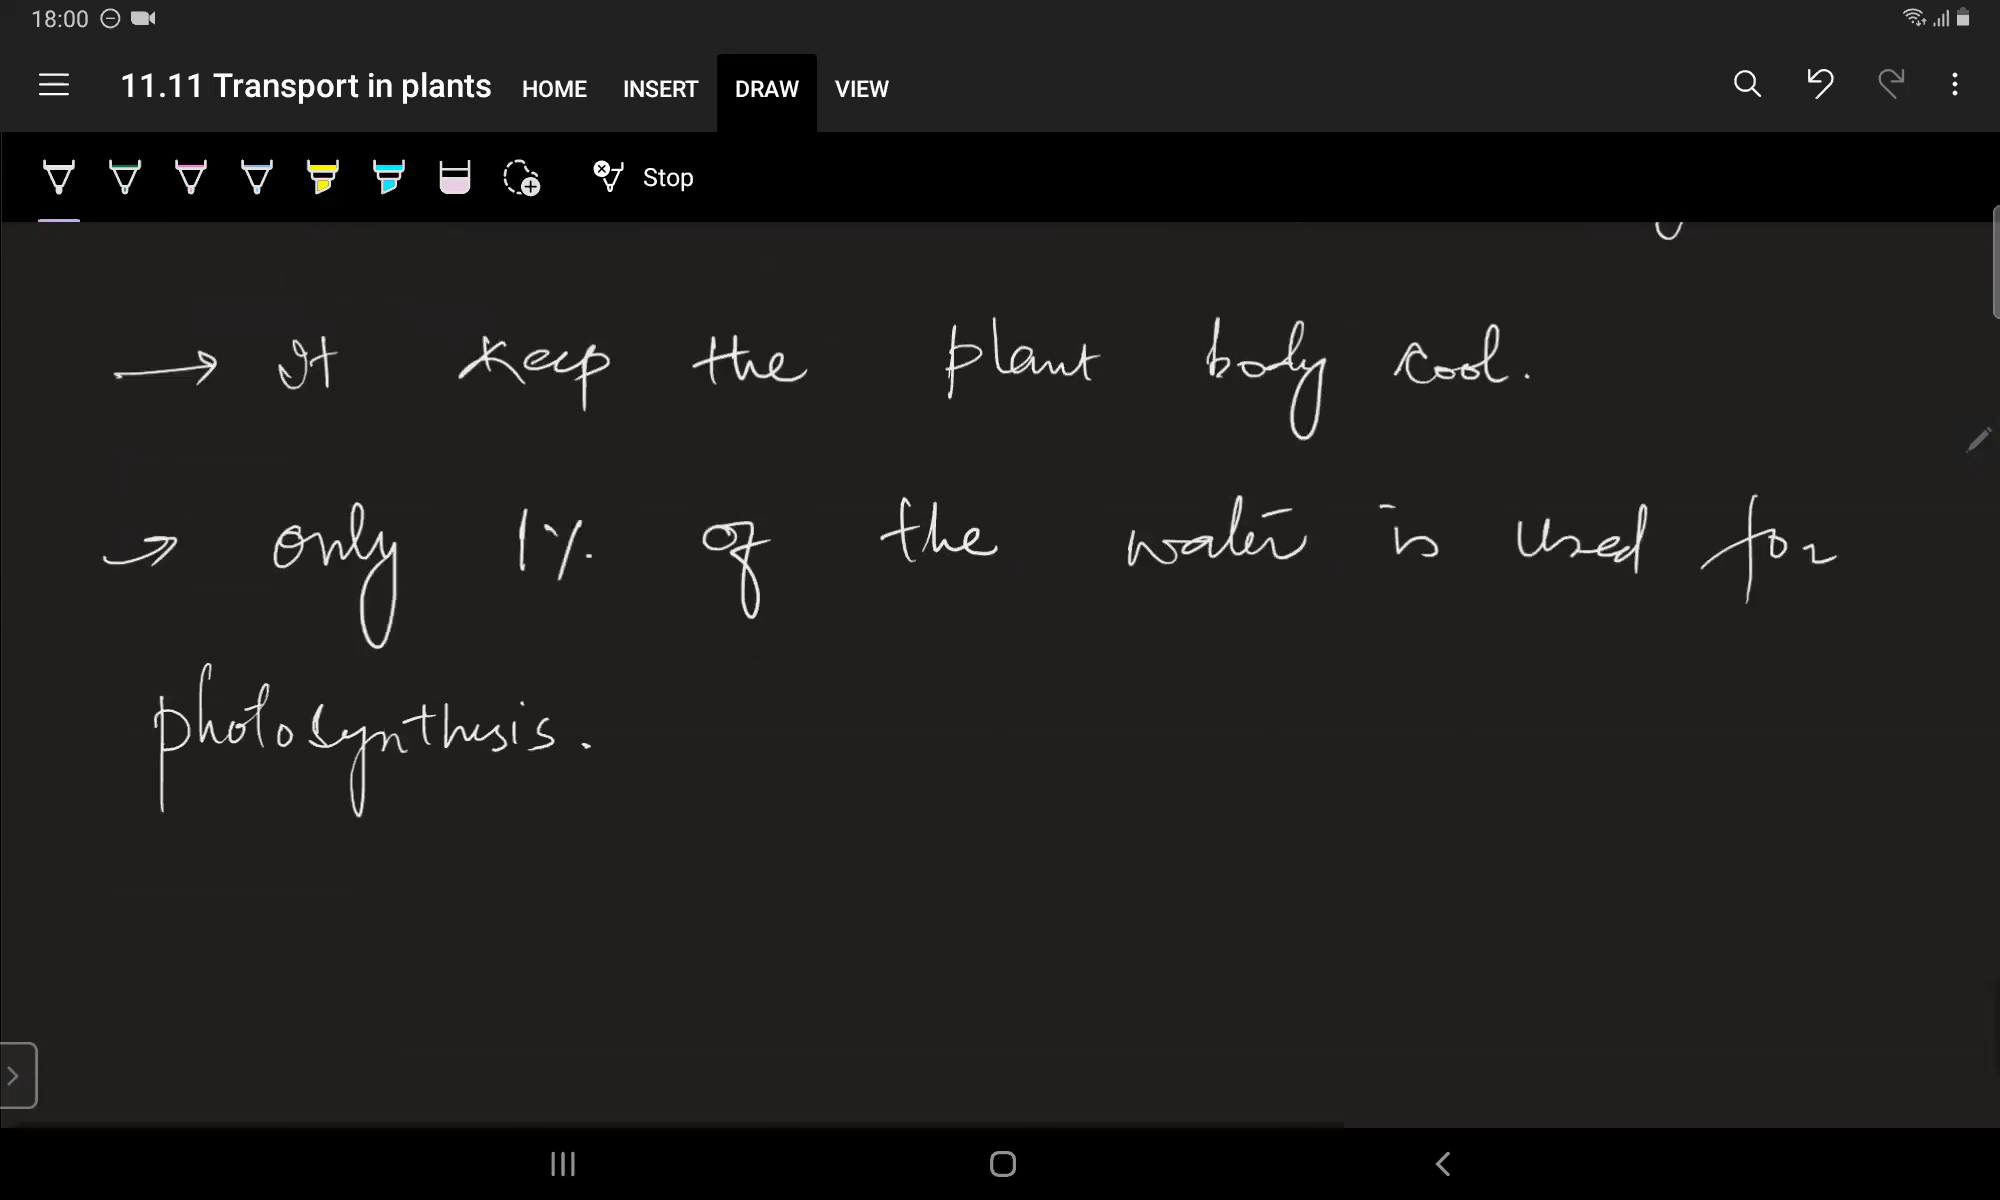 18:00
11.11 Transport in plants HOME INSERT DRAW VIEW
Stop
→ It keep the plant body cool.
→ only 1% of the water is used for
photosynthesis.